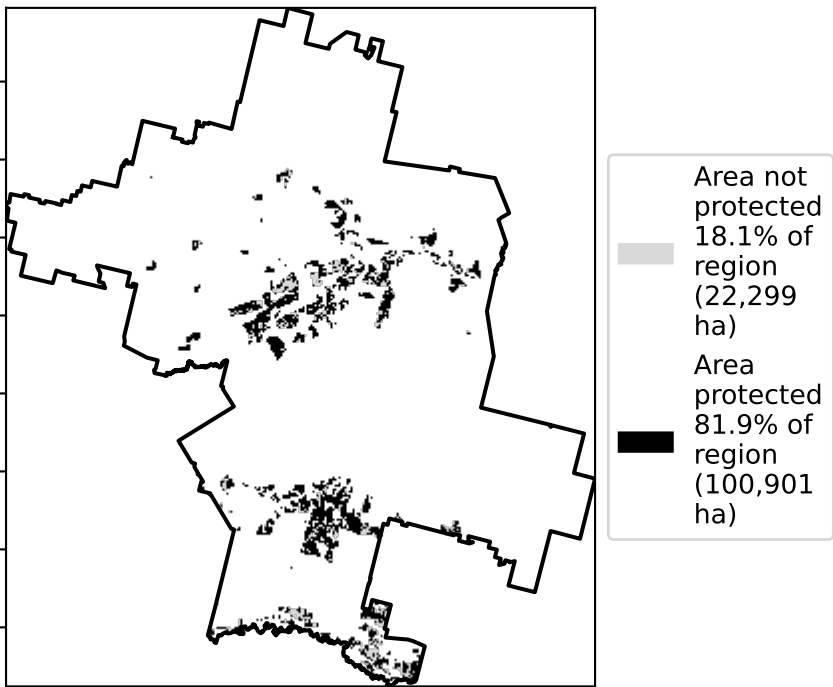 Area not
protected
18.1% of
region
(22,299
ha)
Area
protected
81.9% of
region
(100,901
ha)